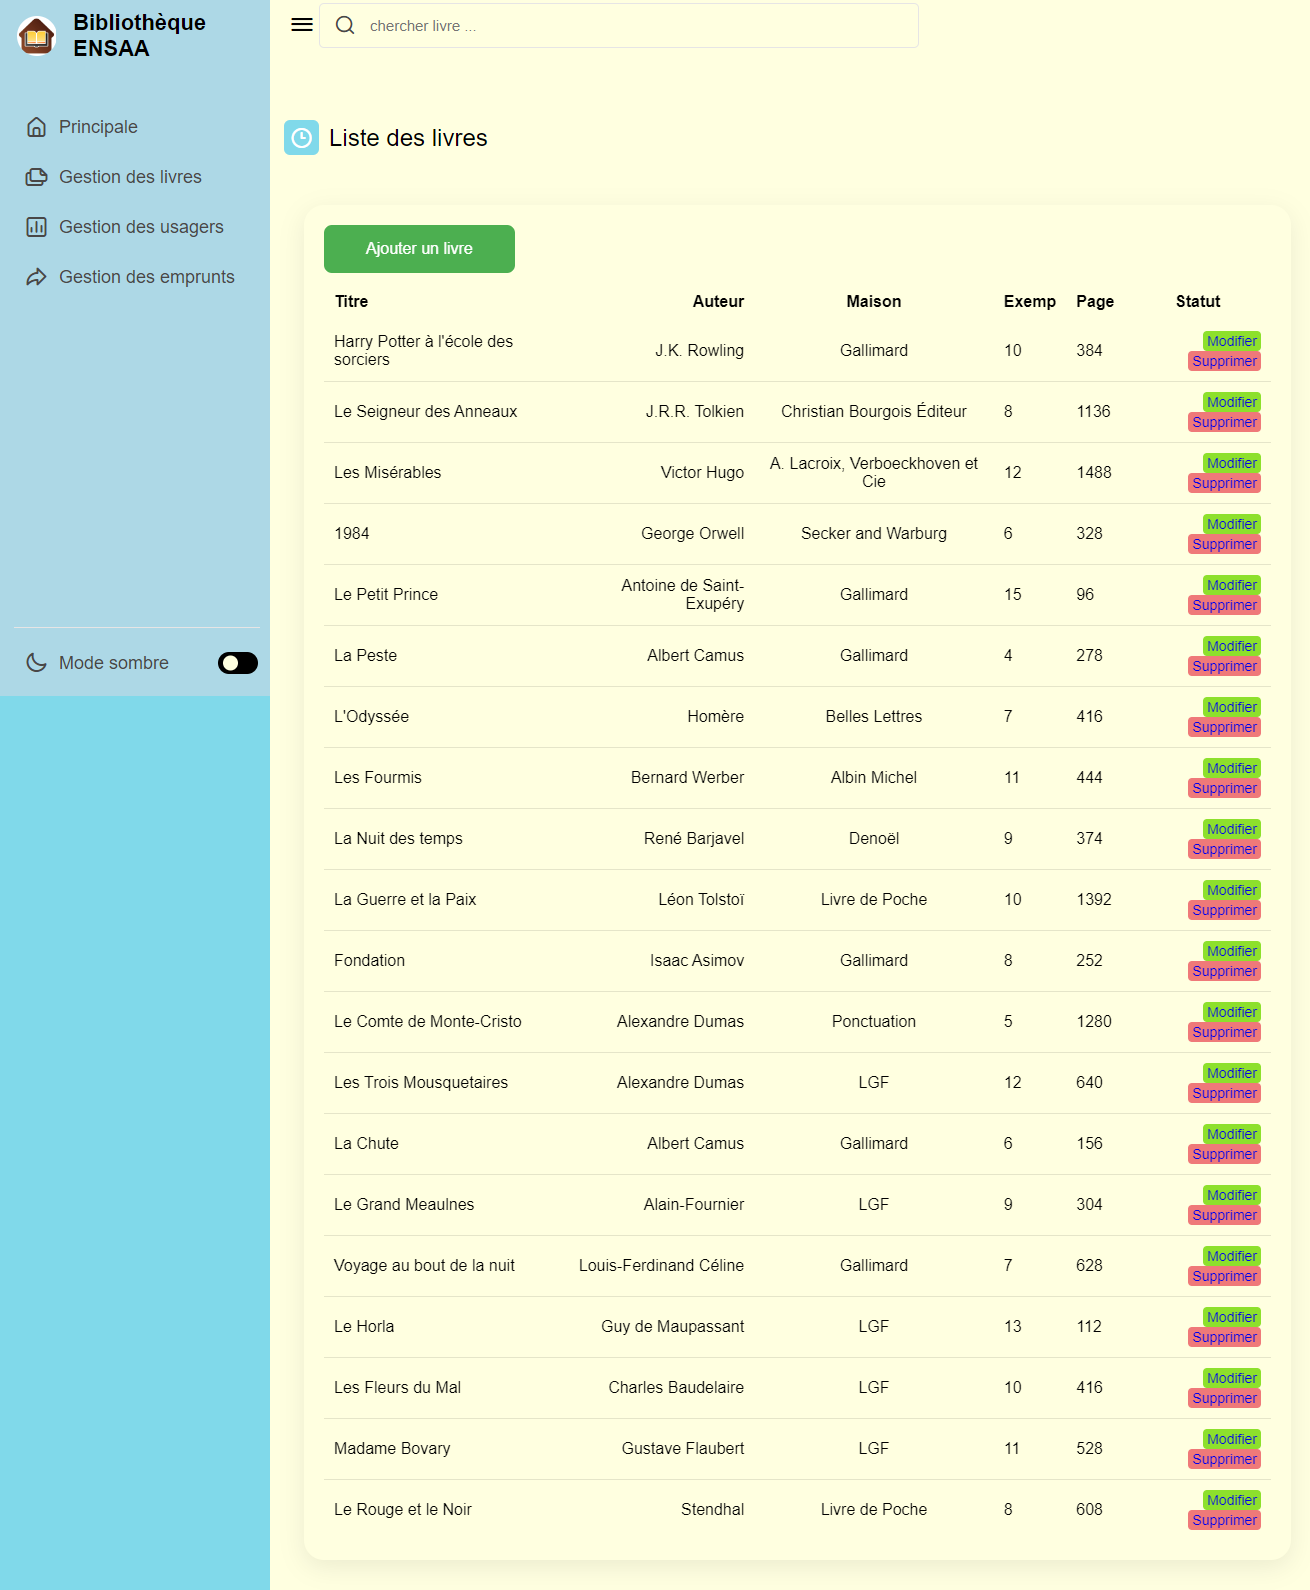 Bibliothèque
ENSAA
chercher livre ...
Principale
Gestion des livres
Gestion des usagers
Gestion des emprunts
Mode sombre
Liste des livres
Ajouter un livre
Titre Auteur Maison Exemp Page Statut
Harry Potter à l'école des
sorciers J.K. Rowling Gallimard 10 384 Modifier
Supprimer
Le Seigneur des Anneaux J.R.R. Tolkien Christian Bourgois Éditeur 8 1136 Modifier
Supprimer
Les Misérables Victor Hugo A. Lacroix, Verboeckhoven et
Cie 12 1488 Modifier
Supprimer
1984 George Orwell Secker and Warburg 6 328 Modifier
Supprimer
Le Petit Prince Antoine de Saint-
Exupéry Gallimard 15 96 Modifier
Supprimer
La Peste Albert Camus Gallimard 4 278 Modifier
Supprimer
L'Odyssée Homère Belles Lettres 7 416 Modifier
Supprimer
Les Fourmis Bernard Werber Albin Michel 11 444 Modifier
Supprimer
La Nuit des temps René Barjavel Denoël 9 374 Modifier
Supprimer
La Guerre et la Paix Léon Tolstoï Livre de Poche 10 1392 Modifier
Supprimer
Fondation Isaac Asimov Gallimard 8 252 Modifier
Supprimer
Le Comte de Monte-Cristo Alexandre Dumas Ponctuation 5 1280 Modifier
Supprimer
Les Trois Mousquetaires Alexandre Dumas LGF 12 640 Modifier
Supprimer
La Chute Albert Camus Gallimard 6 156 Modifier
Supprimer
Le Grand Meaulnes Alain-Fournier LGF 9 304 Modifier
Supprimer
Voyage au bout de la nuit Louis-Ferdinand Céline Gallimard 7 628 Modifier
Supprimer
Le Horla Guy de Maupassant LGF 13 112 Modifier
Supprimer
Les Fleurs du Mal Charles Baudelaire LGF 10 416 Modifier
Supprimer
Madame Bovary Gustave Flaubert LGF 11 528 Modifier
Supprimer
Le Rouge et le Noir Stendhal Livre de Poche 8 608 Modifier
Supprimer